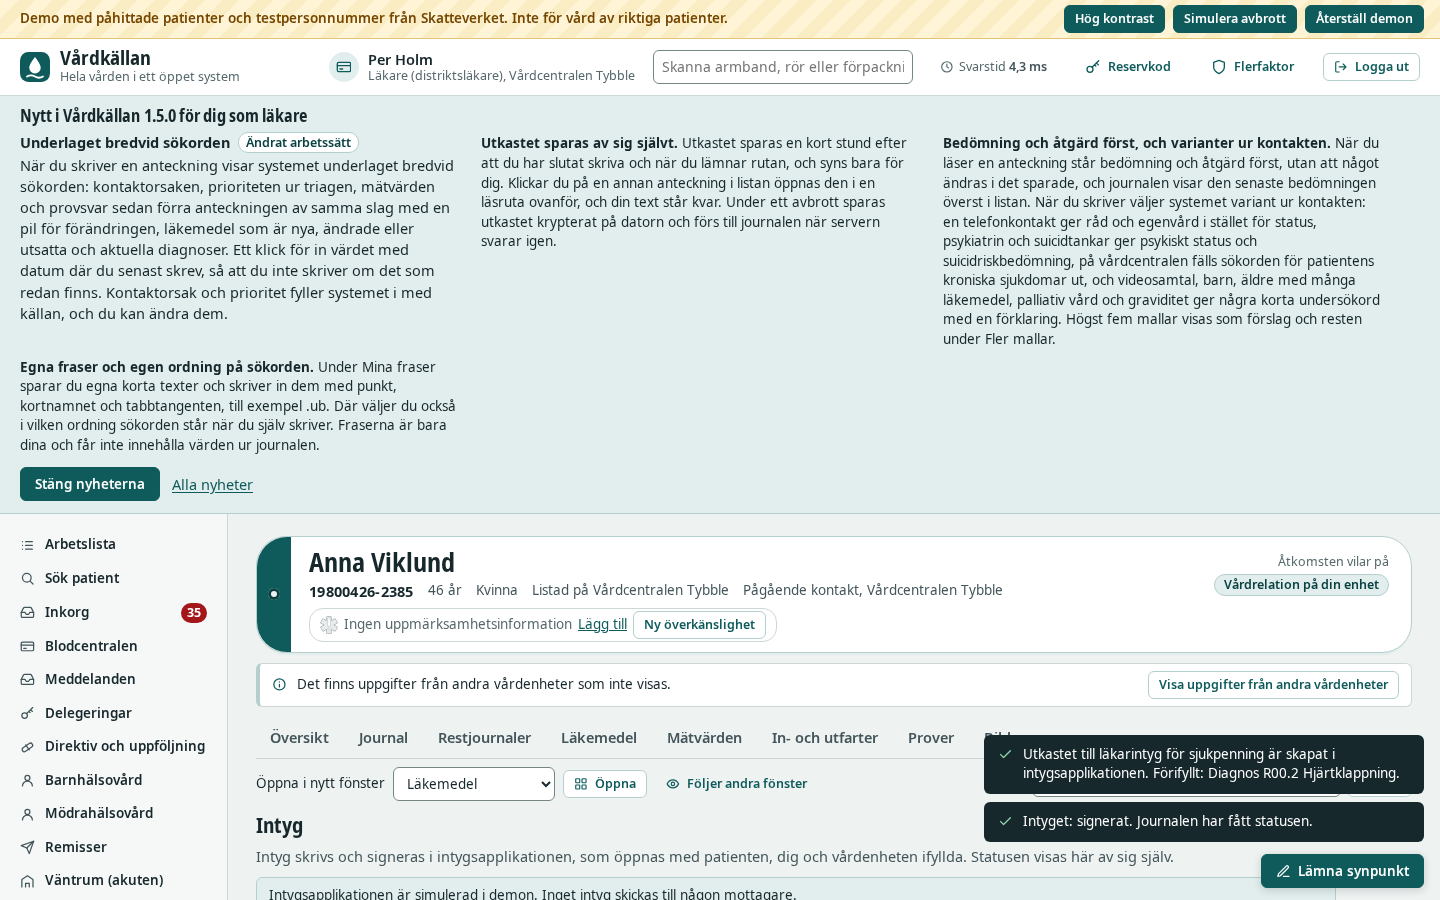 Demo med påhittade patienter och testpersonnummer från Skatteverket. Inte för vård av riktiga patienter.
Hög kontrast
Simulera avbrott
Återställ demon
Vårdkällan
Hela vården i ett öppet system
Per Holm
Läkare (distriktsläkare), Vårdcentralen Tybble
Skanna armband, rör eller förpackni
Svarstid 4,3 ms
Reservkod
Flerfaktor
Logga ut
Nytt i Vårdkällan 1.5.0 för dig som läkare
Underlaget bredvid sökorden
Ändrat arbetssätt
När du skriver en anteckning visar systemet underlaget bredvid
sökorden: kontaktorsaken, prioriteten ur triagen, mätvärden
och provsvar sedan förra anteckningen av samma slag med en
pil för förändringen, läkemedel som är nya, ändrade eller
utsatta och aktuella diagnoser. Ett klick för in värdet med
datum där du senast skrev, så att du inte skriver om det som
redan finns. Kontaktorsak och prioritet fyller systemet i med
källan, och du kan ändra dem.
Utkastet sparas av sig självt. Utkastet sparas en kort stund efter
att du har slutat skriva och när du lämnar rutan, och syns bara för
dig. Klickar du på en annan anteckning i listan öppnas den i en
läsruta ovanför, och din text står kvar. Under ett avbrott sparas
utkastet krypterat på datorn och förs till journalen när servern
svarar igen.
Bedömning och åtgärd först, och varianter ur kontakten. När du
läser en anteckning står bedömning och åtgärd först, utan att något
ändras i det sparade, och journalen visar den senaste bedömningen
överst i listan. När du skriver väljer systemet variant ur kontakten:
en telefonkontakt ger råd och egenvård i stället för status,
psykiatrin och suicidtankar ger psykiskt status och
suicidriskbedömning, på vårdcentralen fälls sökorden för patientens
kroniska sjukdomar ut, och videosamtal, barn, äldre med många
läkemedel, palliativ vård och graviditet ger några korta undersökord
med en förklaring. Högst fem mallar visas som förslag och resten
under Fler mallar.
Egna fraser och egen ordning på sökorden. Under Mina fraser
sparar du egna korta texter och skriver in dem med punkt,
kortnamnet och tabbtangenten, till exempel .ub. Där väljer du också
i vilken ordning sökorden står när du själv skriver. Fraserna är bara
dina och får inte innehålla värden ur journalen.
Stäng nyheterna
Alla nyheter
Arbetslista
Sök patient
Inkorg
35
Blodcentralen
Meddelanden
Delegeringar
Direktiv och uppföljning
Barnhälsovård
Mödrahälsovård
Remisser
Väntrum (akuten)
Anna Viklund
19800426-2385
46 år
Kvinna
Listad på Vårdcentralen Tybble
Pågående kontakt, Vårdcentralen Tybble
Ingen uppmärksamhetsinformation
Lägg till
Ny överkänslighet
Åtkomsten vilar på
Vårdrelation på din enhet
Det finns uppgifter från andra vårdenheter som inte visas.
Visa uppgifter från andra vårdenheter
Översikt
Journal
Restjournaler
Läkemedel
Mätvärden
In- och utfarter
Prover
Öppna i nytt fönster
Läkemedel
Öppna
Följer andra fönster
Utkastet till läkarintyg för sjukpenning är skapat i
intygsapplikationen. Förifyllt: Diagnos R00.2 Hjärtklappning.
Intyget: signerat. Journalen har fått statusen.
Intyg
Intyg skrivs och signeras i intygsapplikationen, som öppnas med patienten, dig och vårdenheten ifyllda. Statusen visas här av sig själv.
Lämna synpunkt
Intygsapplikationen är simulerad i demon. Inget intyg skickas till någon mottagare.